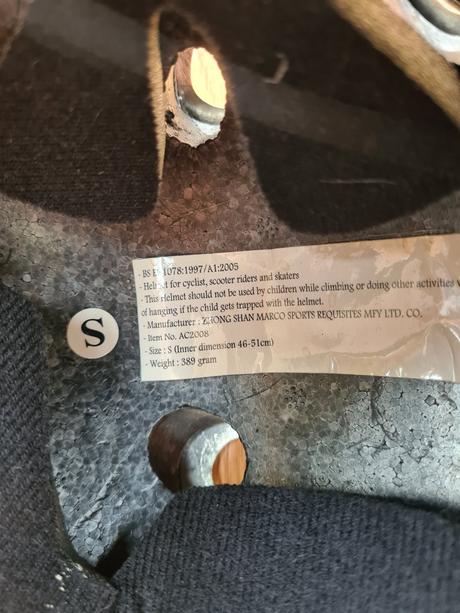 - BS E 1078:1997/A1:2005
- Helmet for cyclist, scooter riders and skaters
- This helmet should not be used by children while climbing or doing other activities
of hanging if the child gets trapped with the helmet.
- Manufacturer : ZHONG SHAN MARCO SPORTS REQUISITES MFY LTD. CO.
- Item No. AC2008
- Size : S (Inner dimension 46-51cm)
- Weight : 389 gram
S